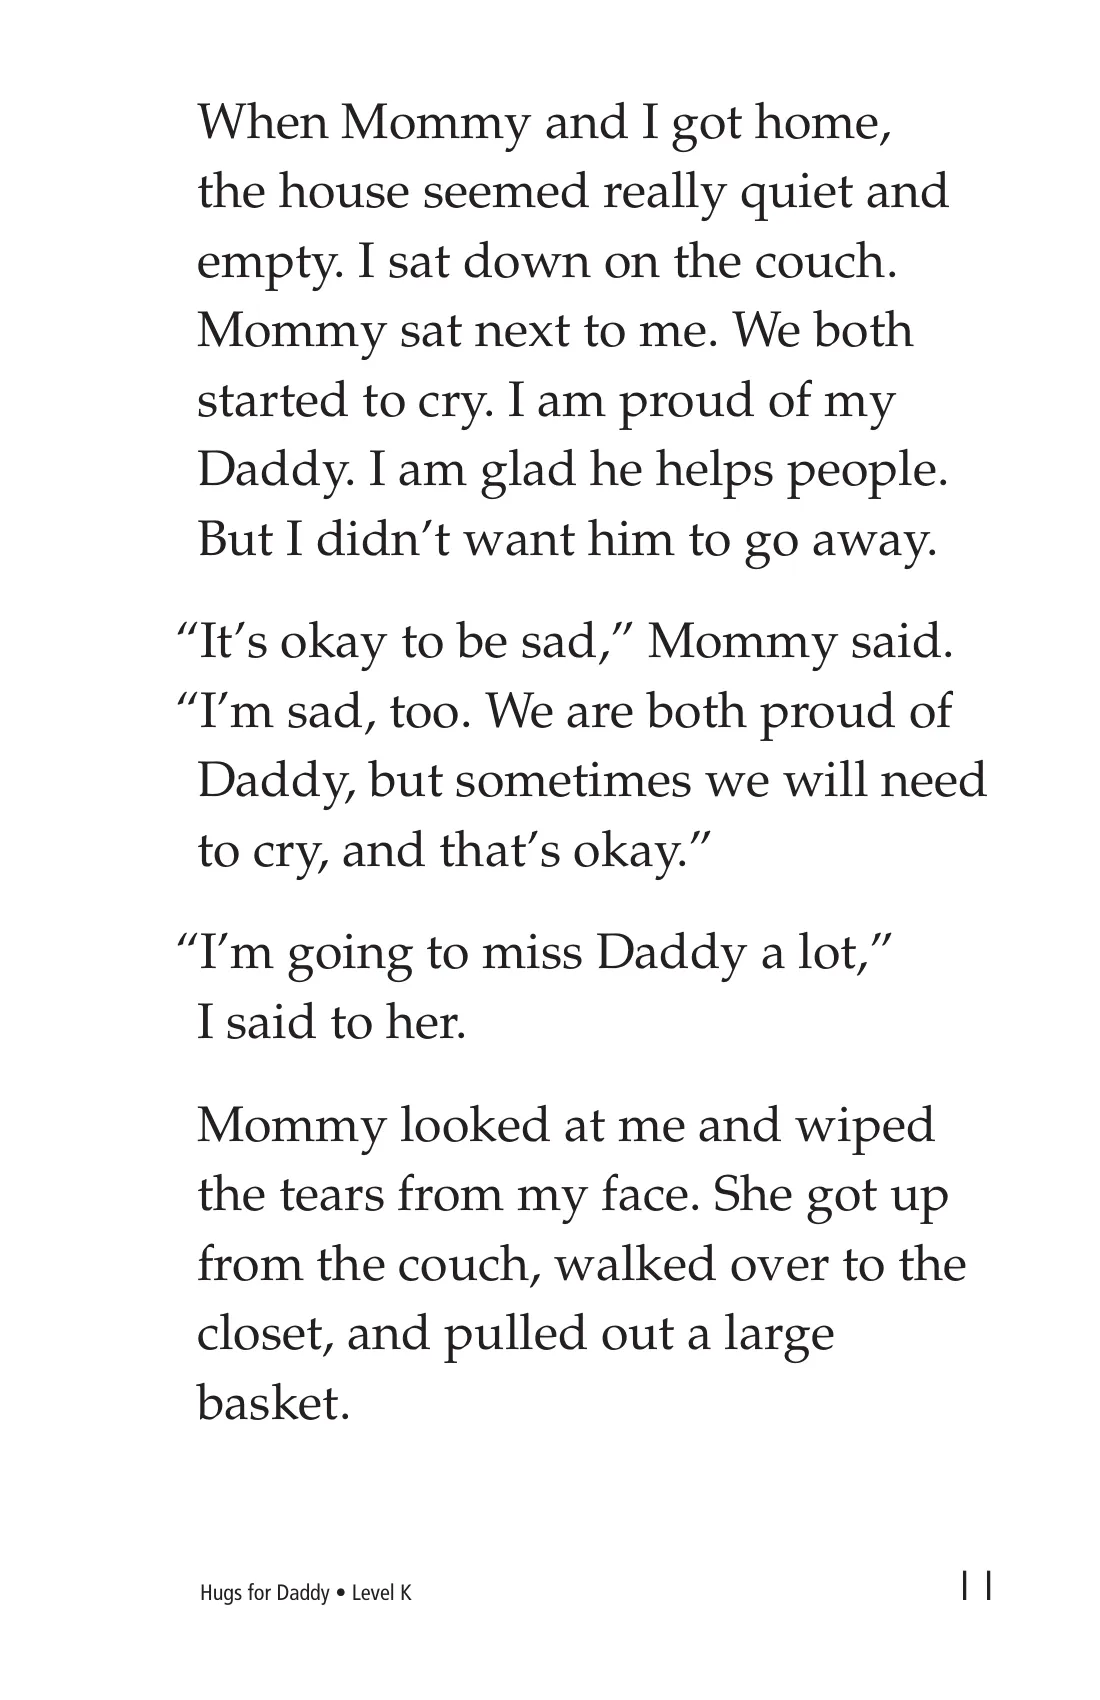 When Mommy and I got home,
the house seemed really quiet and
empty. I sat down on the couch.
Mommy sat next to me. We both
started to cry. I am proud of my
Daddy. I am glad he helps people.
But I didn’t want him to go away.
“It’s okay to be sad,” Mommy said.
“I’m sad, too. We are both proud of
Daddy, but sometimes we will need
to cry, and that’s okay.”
“I’m going to miss Daddy a lot,”
I said to her.
Mommy looked at me and wiped
the tears from my face. She got up
from the couch, walked over to the
closet, and pulled out a large
basket.
Hugs for Daddy • Level K
11